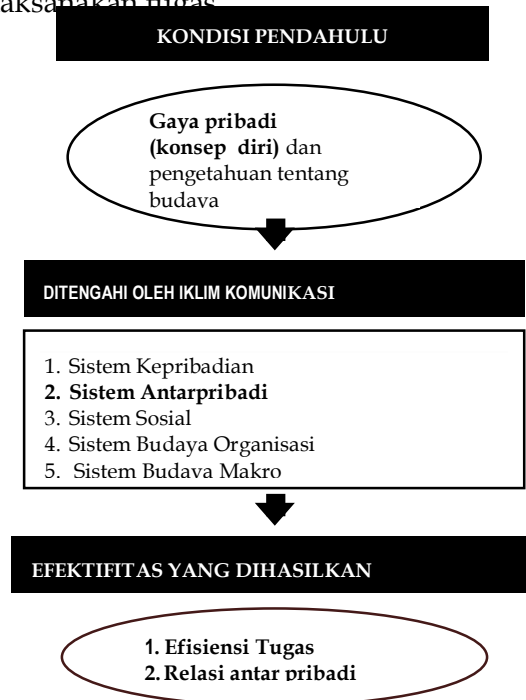 aksanakan tugas
KONDISI PENDAHULU
Gaya pribadi
(konsep diri) dan
pengetahuan tentang
budaya
DITENGAHI OLEH IKLIM KOMUNIKASI
1. Sistem Kepribadian
2. Sistem Antarpribadi
3. Sistem Sosial
4. Sistem Budaya Organisasi
5. Sistem Budaya Makro
EFEKTIFITAS YANG DIHASILKAN
1. Efisiensi Tugas
2. Relasi antar pribadi